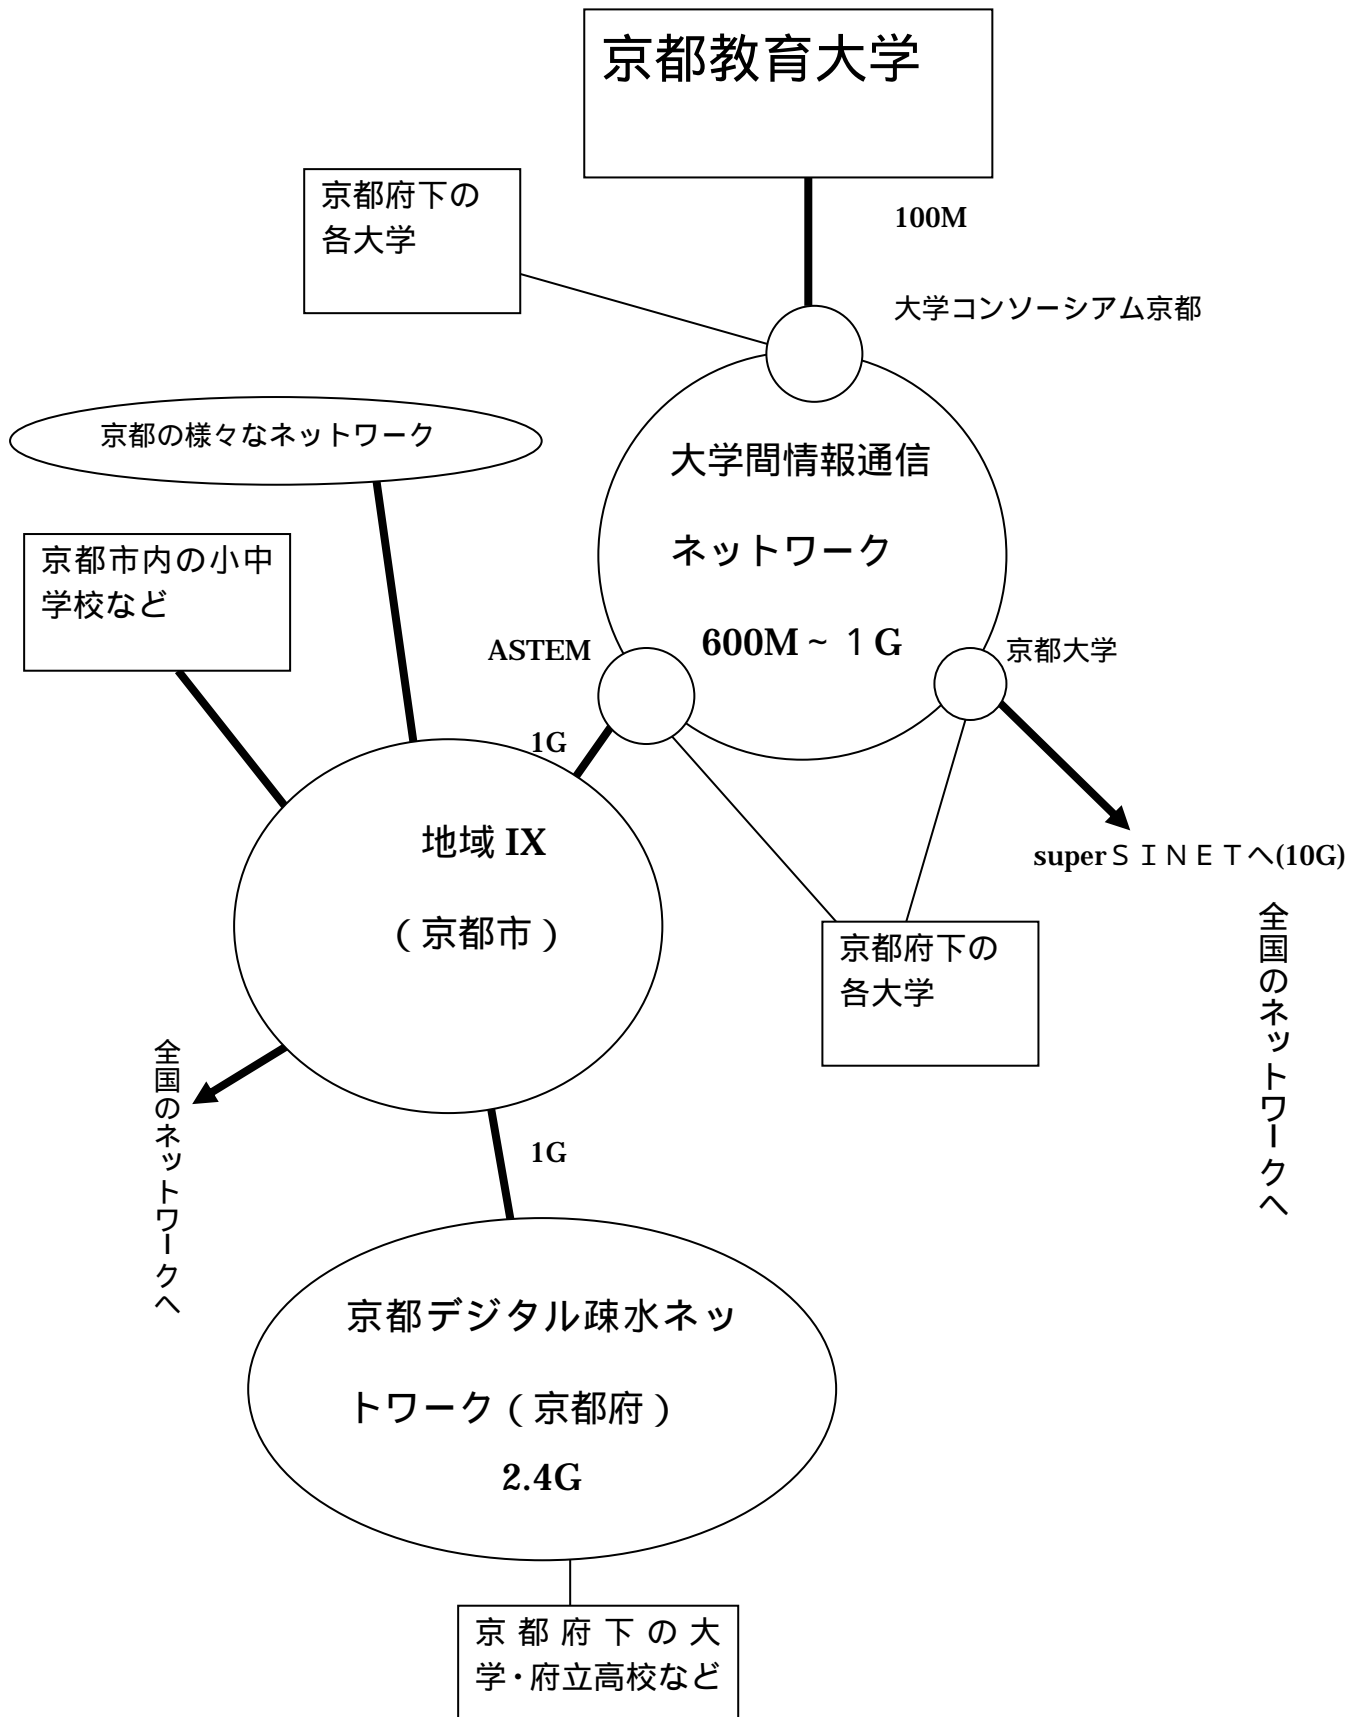 京都教育大学
京都府下の
各大学
100M
大学コンソーシアム京都
京都の様々なネットワーク
大学間情報通信
ネットワーク
600M～１G
京都市内の小中
学校など
ASTEM
京都大学
1G
地域 IX
（京都市）
superＳＩＮＥＴへ(10G)
全国のネットワークへ
京都府下の
各大学
全国のネットワークへ
1G
京都デジタル疎水ネッ
トワーク（京都府）
2.4G
京都府下の大
学・府立高校など